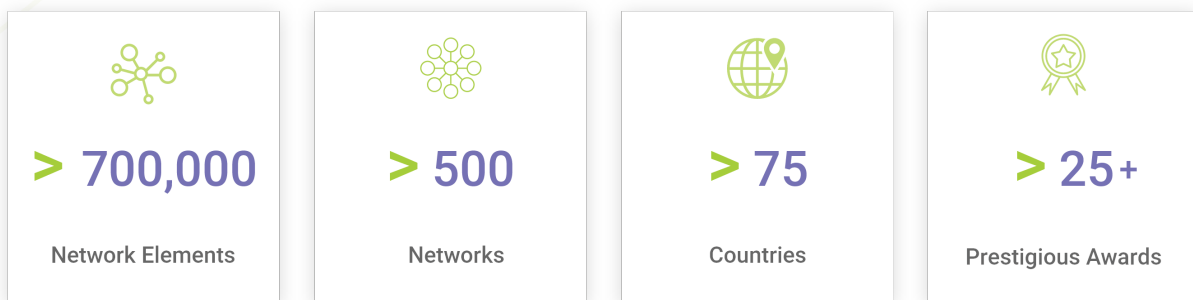 > 700,000
Network Elements
> 500
Networks
> 75
Countries
> 25+
Prestigious Awards